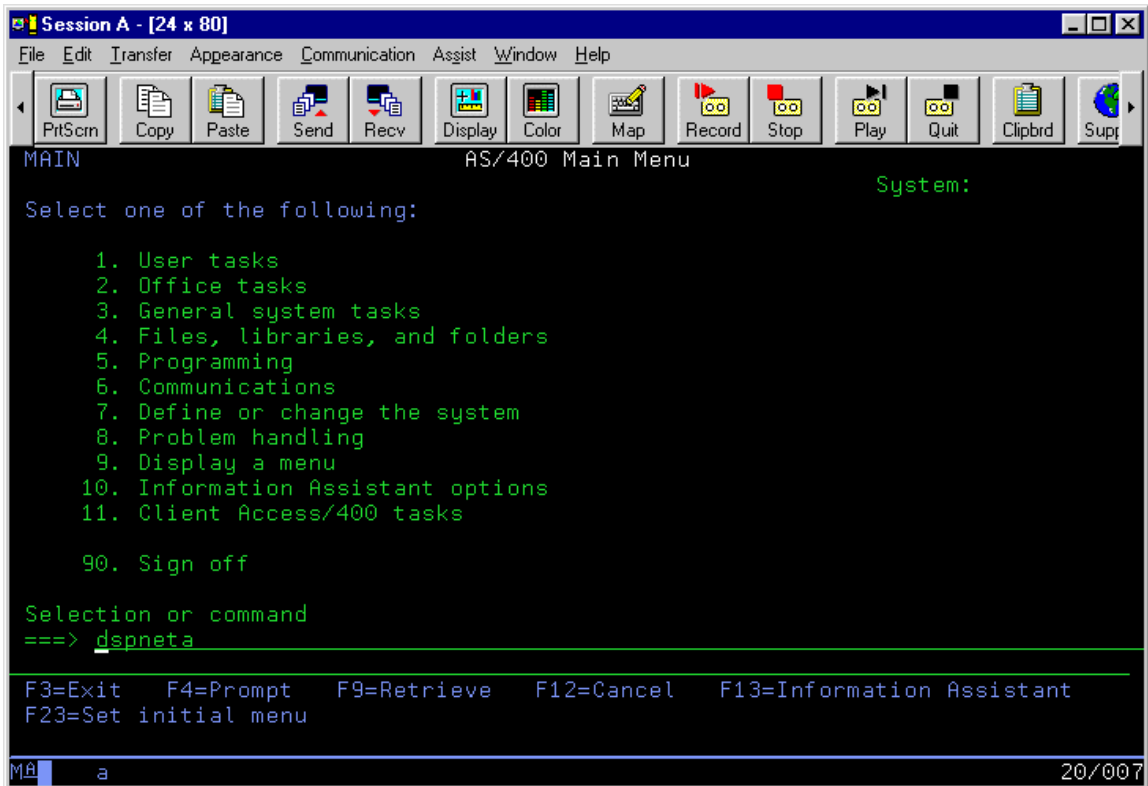 Session A - [24 x 80]
File Edit Transfer Appearance Communication Assist Window Help
PrtScrn Copy Paste Send Recv Display Color Map Record Stop Play Quit Clipbrd Supp
MAIN AS/400 Main Menu
System:
Select one of the following:
1. User tasks
2. Office tasks
3. General system tasks
4. Files, libraries, and folders
5. Programming
6. Communications
7. Define or change the system
8. Problem handling
9. Display a menu
10. Information Assistant options
11. Client Access/400 tasks
90. Sign off
Selection or command
===> dspneta
F3=Exit F4=Prompt F9=Retrieve F12=Cancel F13=Information Assistant
F23=Set initial menu
MA a 20/007